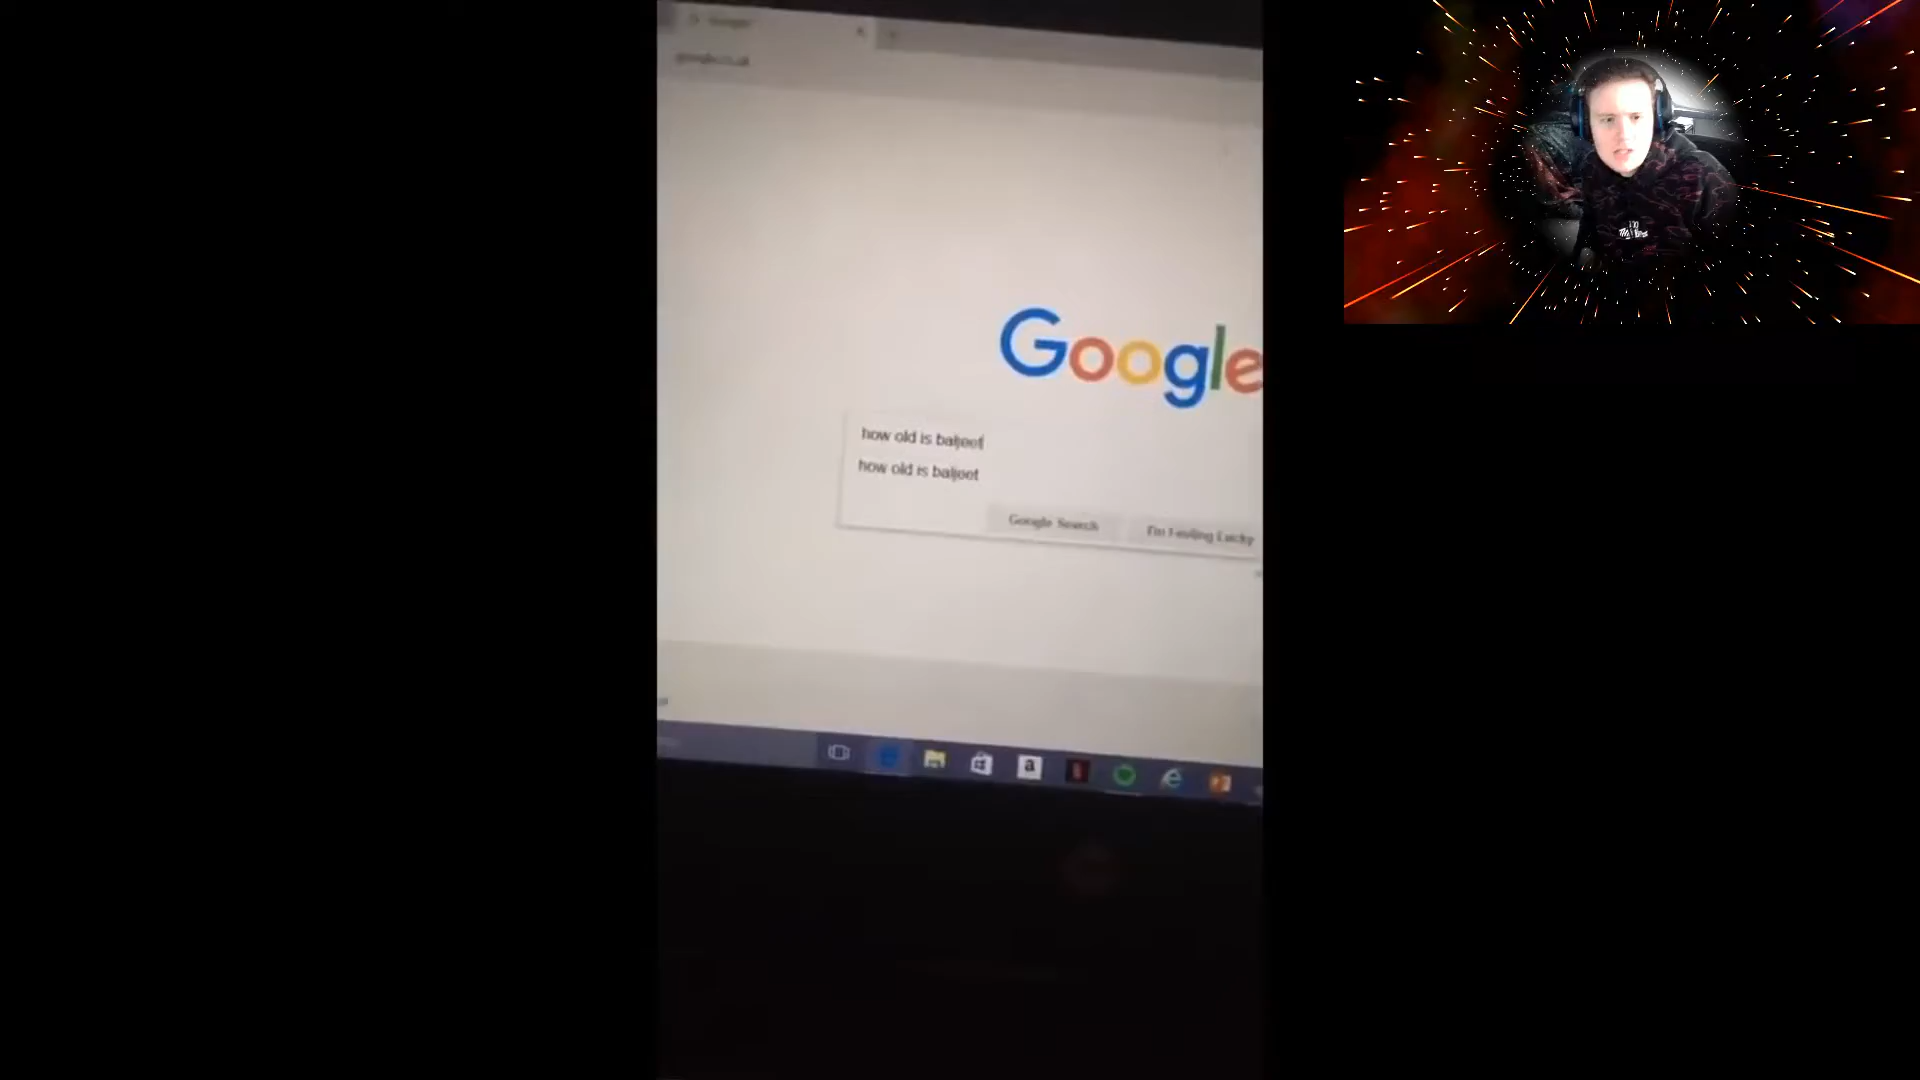 Google
how old is baljeet
how old is baljeet
Google Search
I'm Feeling Lucky
a